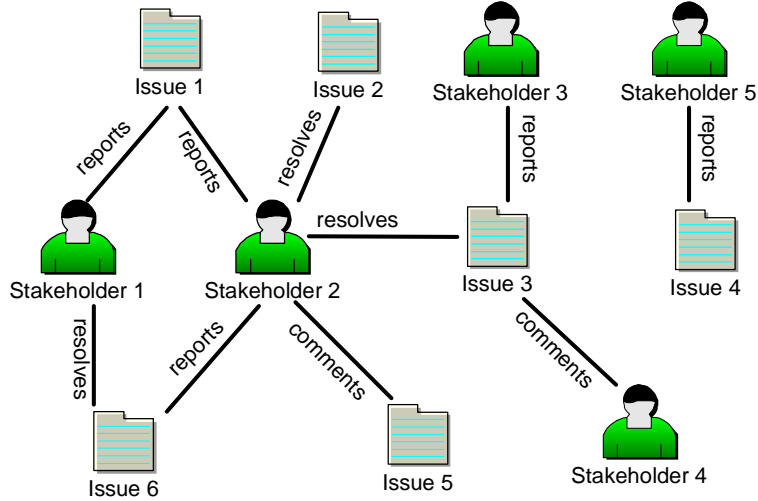 Issue 1
Issue 2
Stakeholder 3
Stakeholder 5
reports
reports
resolves
reports
reports
resolves
Stakeholder 1
Stakeholder 2
Issue 3
Issue 4
resolves
reports
comments
comments
Issue 6
Issue 5
Stakeholder 4